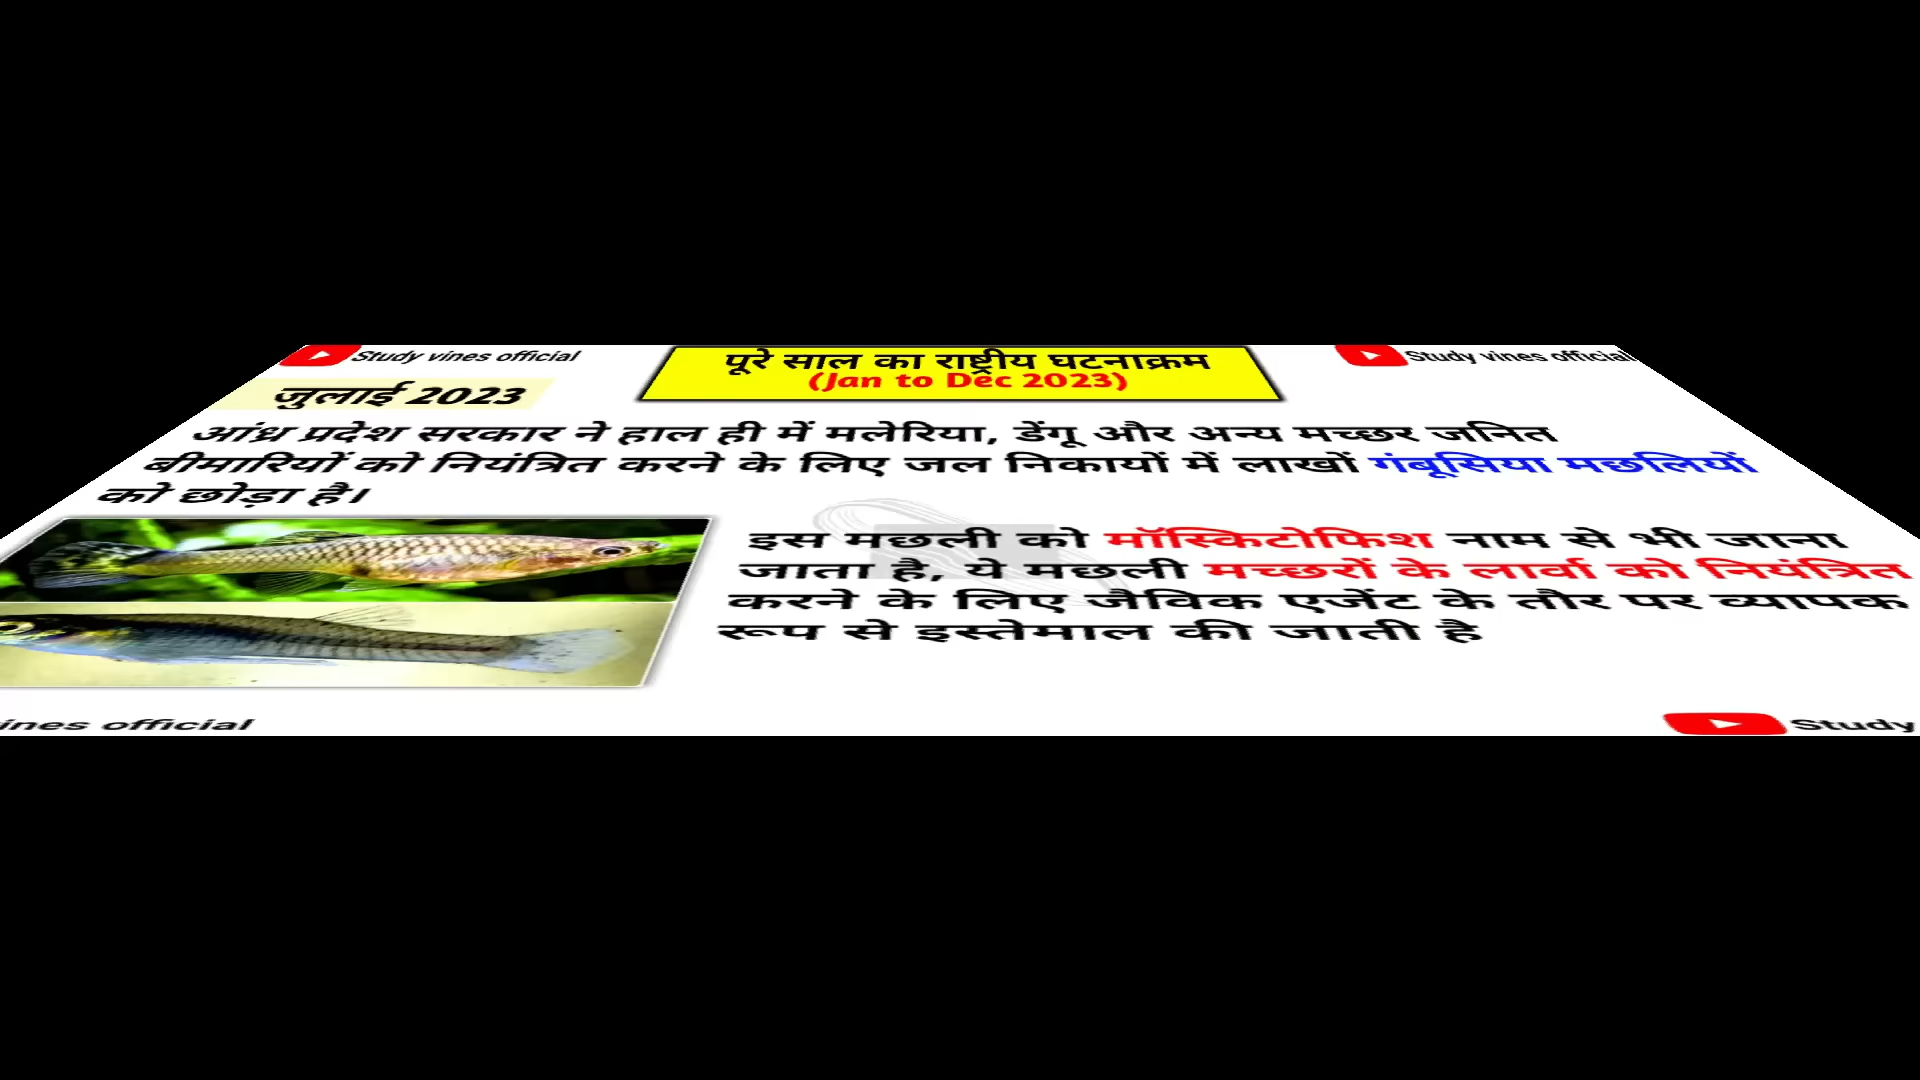 Study vines official
पूरे साल का राष्ट्रीय घटनाक्रम
Study vines official
(Jan to Dec 2023)
जुलाई 2023
आंध्र प्रदेश सरकार ने हाल ही में मलेरिया, डेंगू और अन्य मच्छर जनित
बीमारियों को नियंत्रित करने के लिए जल निकायों में लाखों गंबूसिया मछलियों
को छोड़ा है।
इस मछली को मॉस्किटोफिश नाम से भी जाना
जाता है, ये मछली मच्छरों के लार्वा को नियंत्रित
करने के लिए जैविक एजेंट के तौर पर व्यापक
रूप से इस्तेमाल की जाती है
ines official
Study